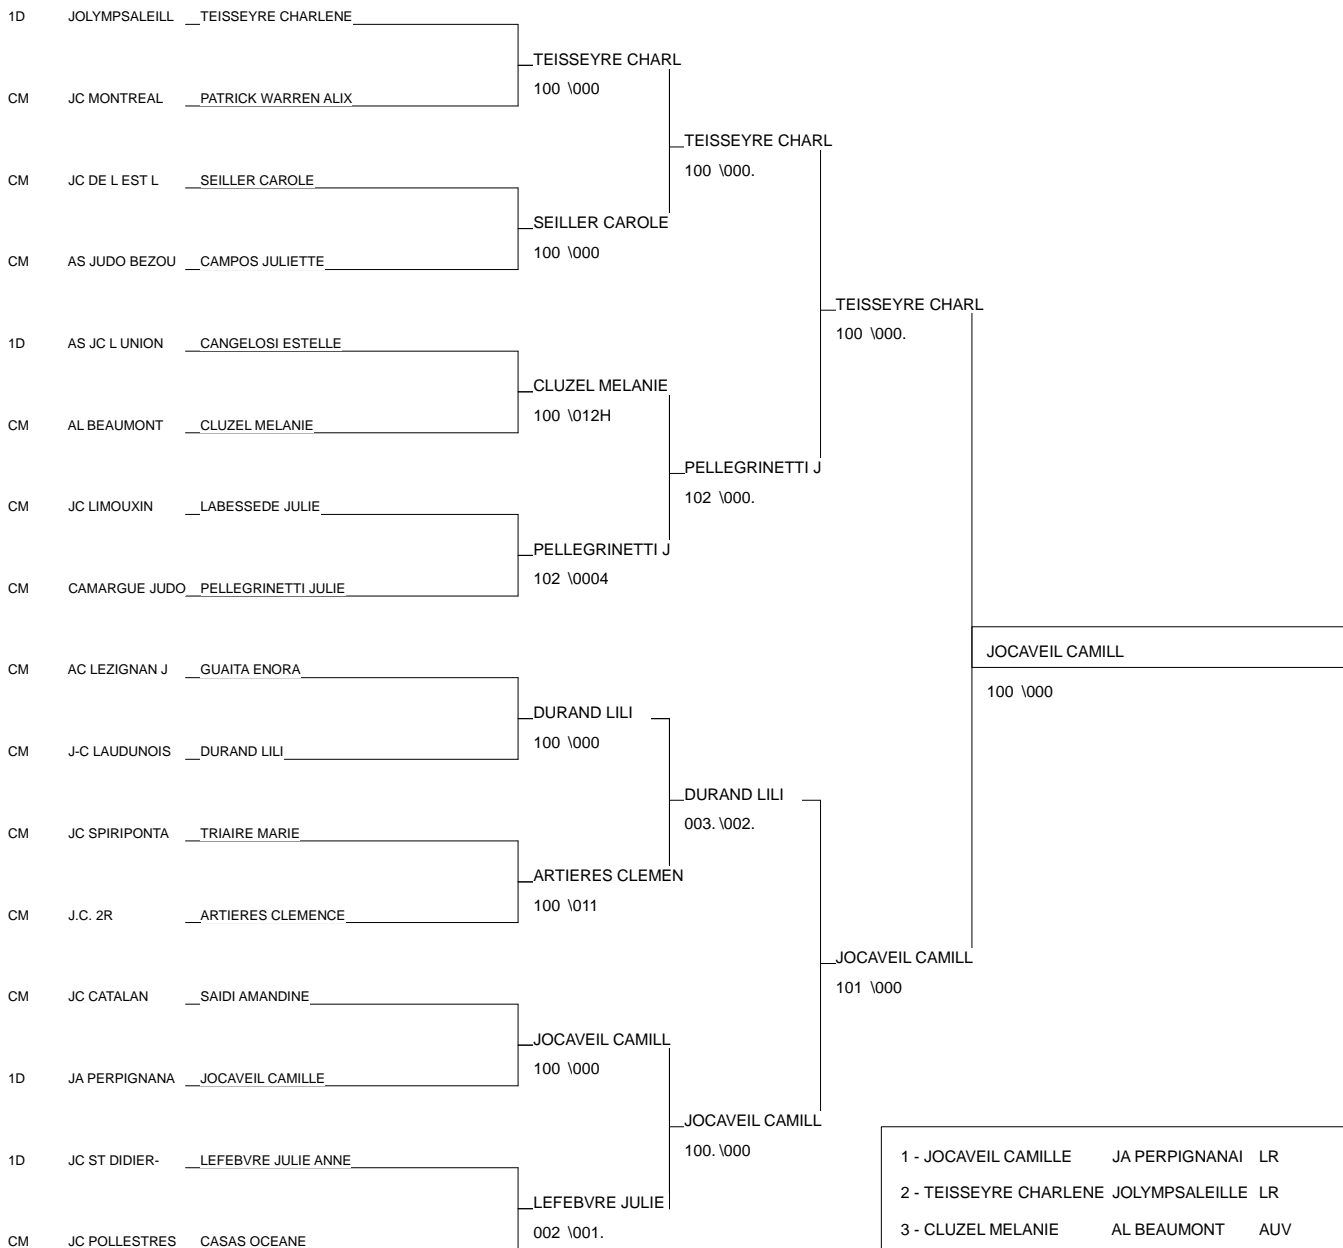 1D JOLYMPSALEILL TEISSEYRE CHARLENE
TEISSEYRE CHARL
100 \000
CM JC MONTREAL PATRICK WARREN ALIX
TEISSEYRE CHARL
100 \000.
CM JC DE L EST L SEILLER CAROLE
SEILLER CAROLE
100 \000
CM AS JUDO BEZOU CAMPOS JULIETTE
TEISSEYRE CHARL
100 \000.
1D AS JC L UNION CANGELOSI ESTELLE
CLUZEL MELANIE
100 \012H
CM AL BEAUMONT CLUZEL MELANIE
PELLEGRINETTI J
102 \000.
CM JC LIMOUXIN LABESSEDE JULIE
PELLEGRINETTI J
102 \0004
CM CAMARGUE JUDO PELLEGRINETTI JULIE
JOCAVEIL CAMILL
100 \000
CM AC LEZIGNAN J GUAITA ENORA
DURAND LILI
100 \000
CM J-C LAUDUNOIS DURAND LILI
DURAND LILI
003. \002.
CM JC SPIRIPONTA TRIAIRE MARIE
ARTIERES CLEMEN
100 \011
CM J.C. 2R ARTIERES CLEMENCE
JOCAVEIL CAMILL
101 \000
CM JC CATALAN SAIDI AMANDINE
JOCAVEIL CAMILL
100 \000
1D JA PERPIGNANA JOCAVEIL CAMILLE
JOCAVEIL CAMILL
100. \000
1D JC ST DIDIER- LEFEBVRE JULIE ANNE
LEFEBVRE JULIE
002 \001.
CM JC POLLESTRES CASAS OCEANE
1 - JOCAVEIL CAMILLE JA PERPIGNANAI LR
2 - TEISSEYRE CHARLENE JOLYMPSALEILLE LR
3 - CLUZEL MELANIE AL BEAUMONT AUV